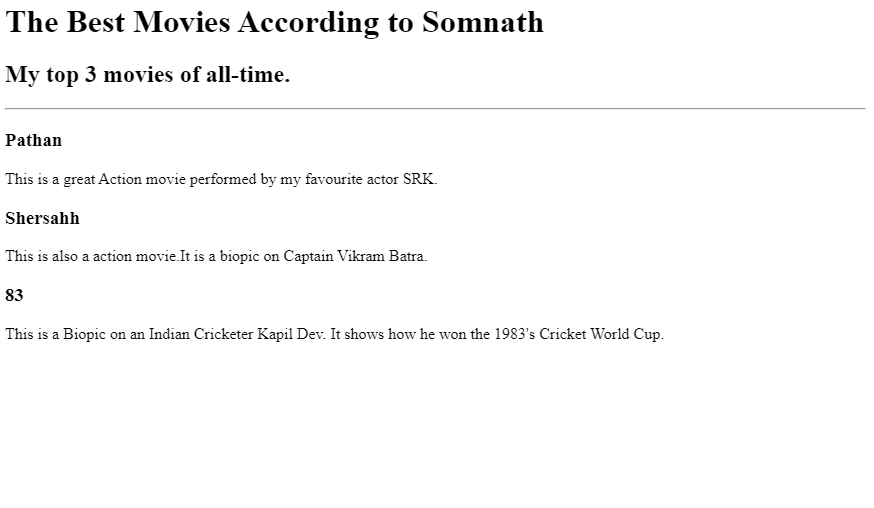 The Best Movies According to Somnath
My top 3 movies of all-time.
Pathan
This is a great Action movie performed by my favourite actor SRK.
Shersahh
This is also a action movie.It is a biopic on Captain Vikram Batra.
83
This is a Biopic on an Indian Cricketer Kapil Dev. It shows how he won the 1983's Cricket World Cup.